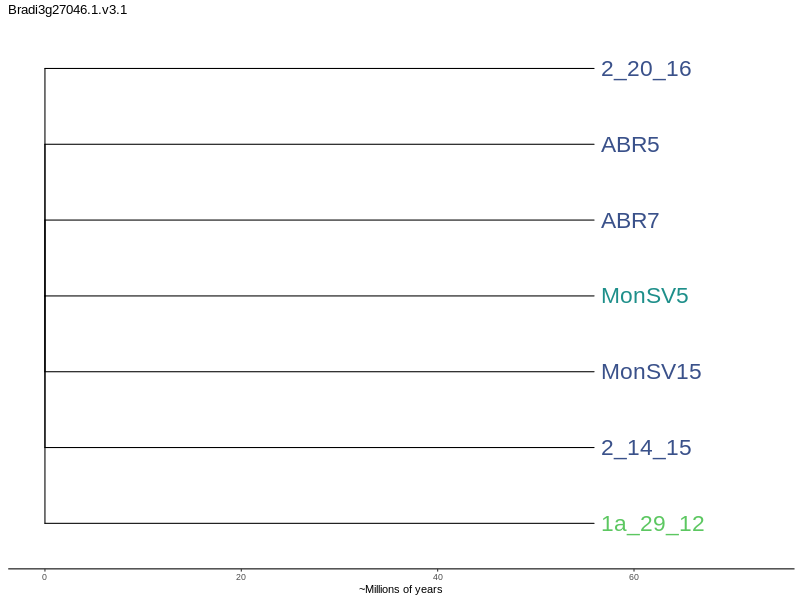 Bradi3g27046.1.v3.1
2_20_16
ABR5
ABR7
MonSV5
MonSV15
2_14_15
1a_29_12
0 20 40 60
~Millions of years